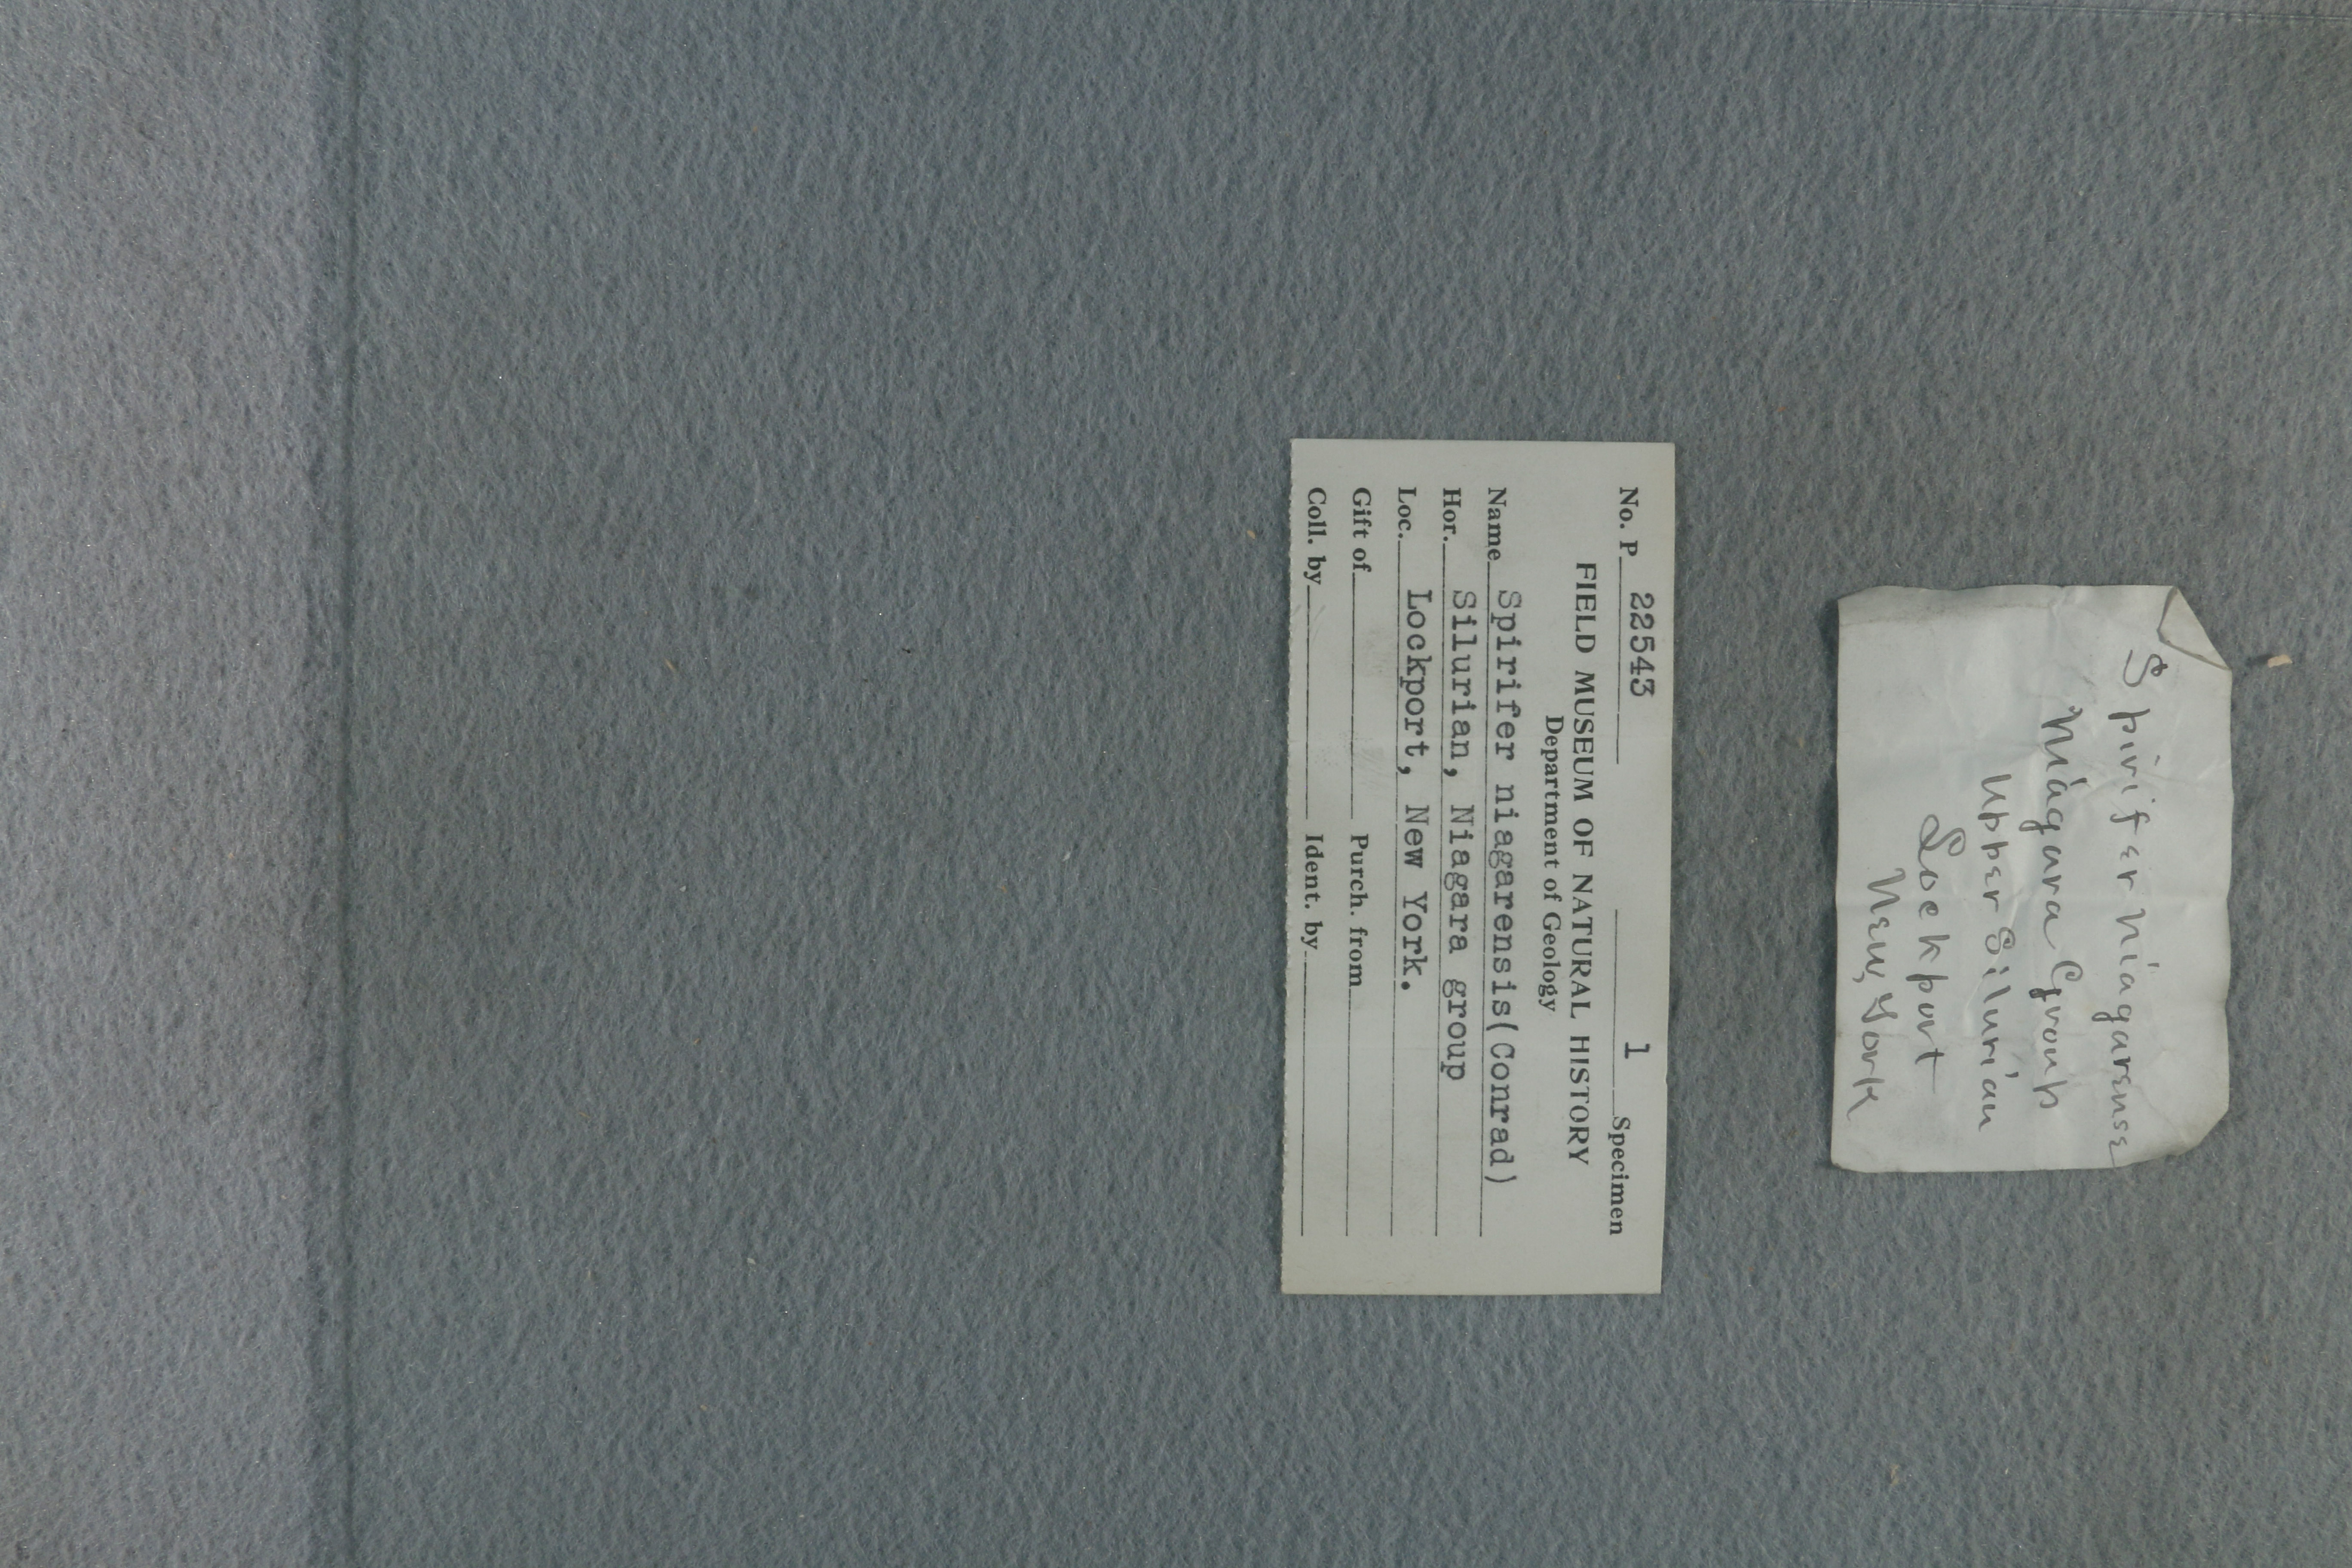 Spirifer niagarense
Niagara Group
Upper Silurian
Lockport
New York
No. P 22543 1 Specimen
FIELD MUSEUM OF NATURAL HISTORY
Department of Geology
Name Spirifer niagarensis(Conrad)
Hor. Silurian, Niagara group
Loc. Lockport, New York.
Gift of Purch. from
Coll. by Ident. by